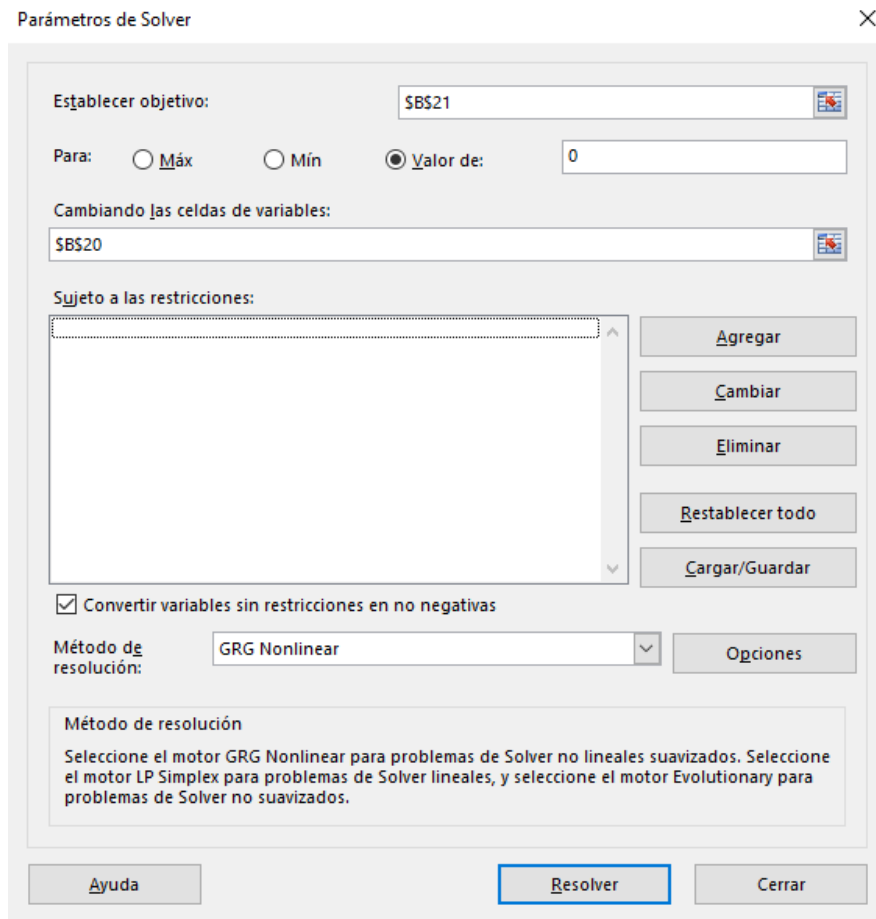 Parámetros de Solver
Establecer objetivo: $B$21
Para: Máx Mín Valor de: 0
Cambiando las celdas de variables:
$B$20
Sujeto a las restricciones:
Agregar
Cambiar
Eliminar
Restablecer todo
Cargar/Guardar
Convertir variables sin restricciones en no negativas
Método de
resolución:
GRG Nonlinear
Opciones
Método de resolución
Seleccione el motor GRG Nonlinear para problemas de Solver no lineales suavizados. Seleccione
el motor LP Simplex para problemas de Solver lineales, y seleccione el motor Evolutionary para
problemas de Solver no suavizados.
Ayuda Resolver Cerrar